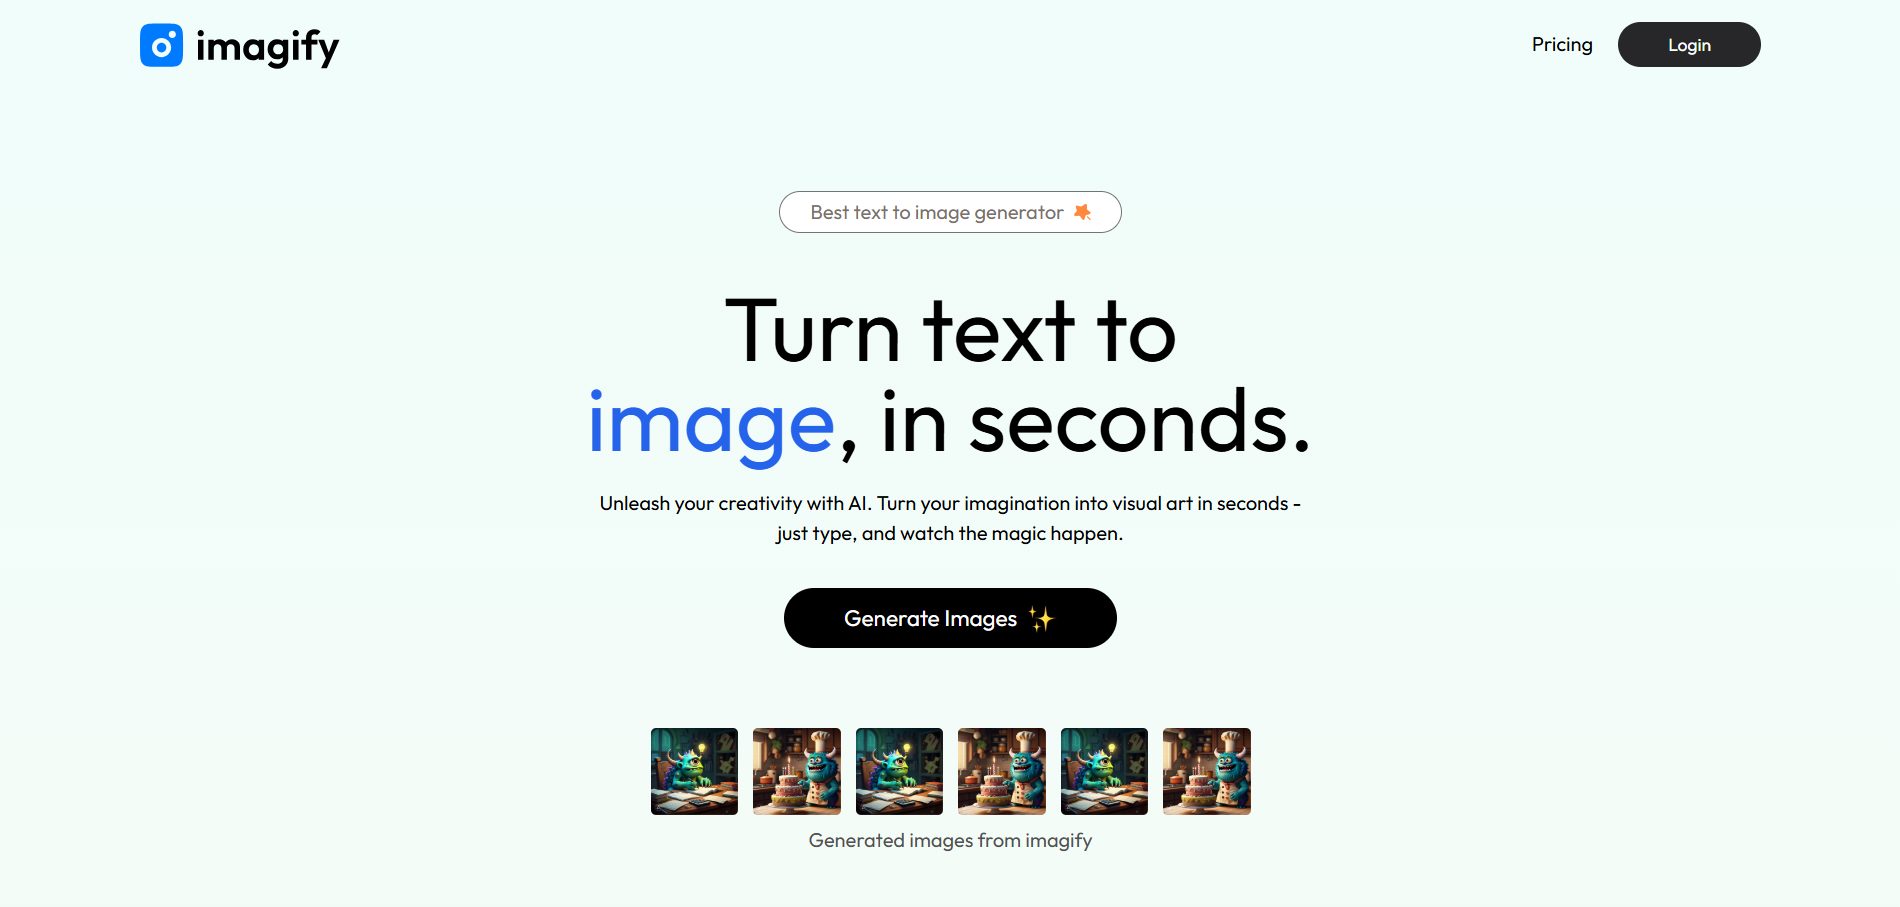 imagify
Pricing
Login
Best text to image generator
Turn text to
image, in seconds.
Unleash your creativity with AI. Turn your imagination into visual art in seconds -
just type, and watch the magic happen.
Generate Images ✨
Generated images from imagify